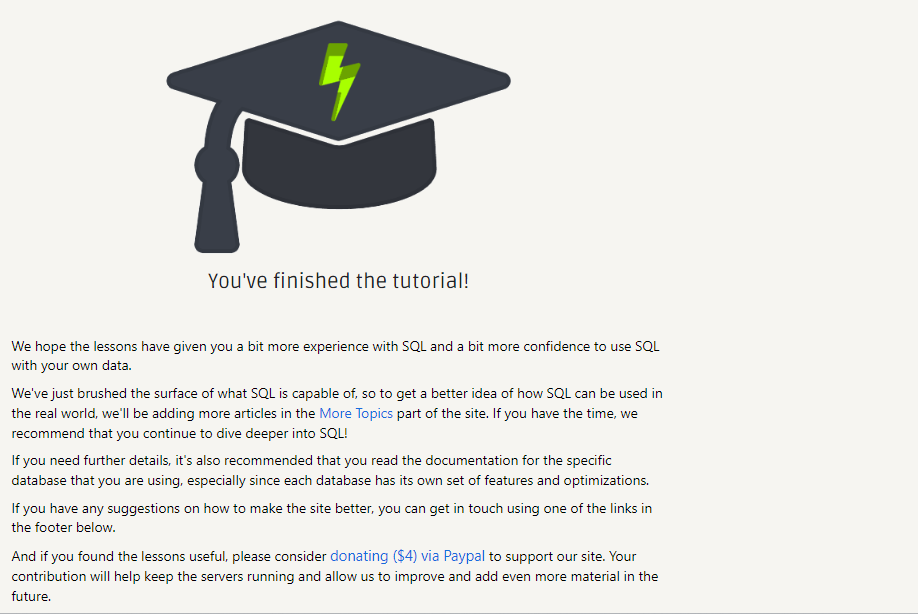 You've finished the tutorial!
We hope the lessons have given you a bit more experience with SQL and a bit more confidence to use SQL
with your own data.
We've just brushed the surface of what SQL is capable of, so to get a better idea of how SQL can be used in
the real world, we'll be adding more articles in the More Topics part of the site. If you have the time, we
recommend that you continue to dive deeper into SQL!
If you need further details, it's also recommended that you read the documentation for the specific
database that you are using, especially since each database has its own set of features and optimizations.
If you have any suggestions on how to make the site better, you can get in touch using one of the links in
the footer below.
And if you found the lessons useful, please consider donating ($4) via Paypal to support our site. Your
contribution will help keep the servers running and allow us to improve and add even more material in the
future.